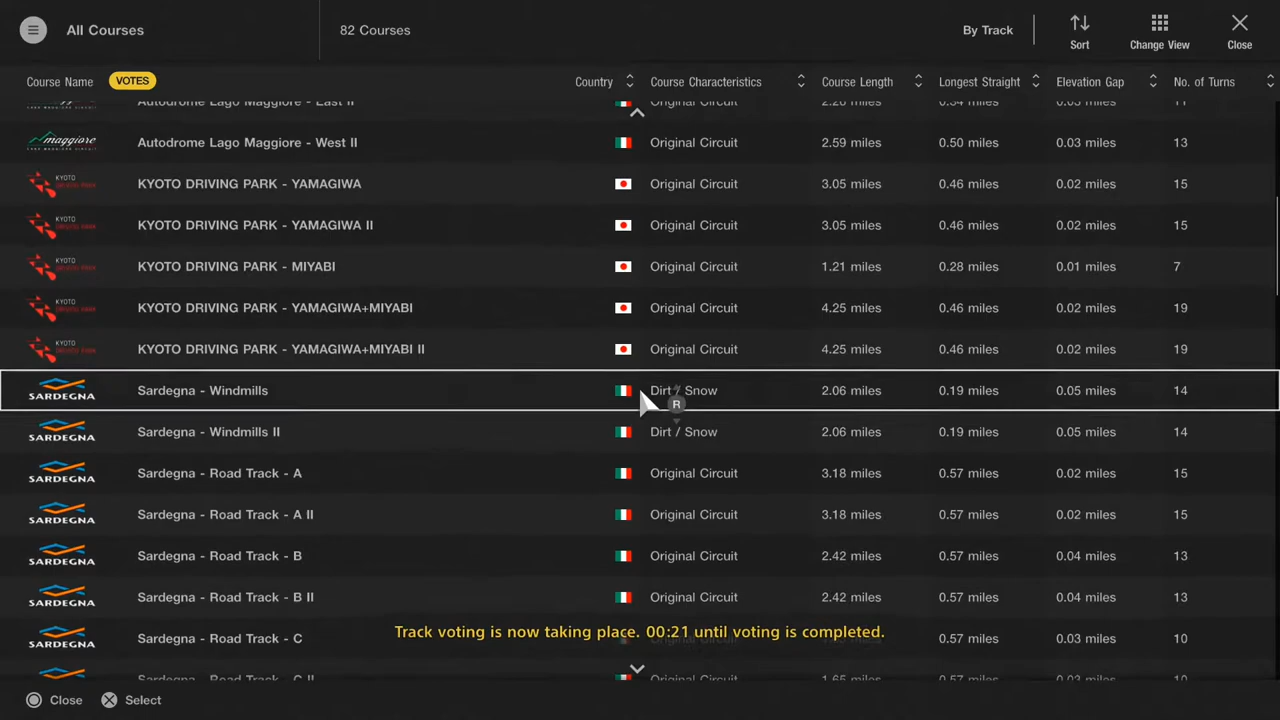 All Courses 82 Courses By Track Sort Change View Close
Course Name VOTES Country Course Characteristics Course Length Longest Straight Elevation Gap No. of Turns
Autodrome Lago Maggiore - East II Original Circuit
maggiore Autodrome Lago Maggiore - West II Original Circuit 2.59 miles 0.50 miles 0.03 miles 13
KYOTO KYOTO DRIVING PARK - YAMAGIWA Original Circuit 3.05 miles 0.46 miles 0.02 miles 15
KYOTO KYOTO DRIVING PARK - YAMAGIWA II Original Circuit 3.05 miles 0.46 miles 0.02 miles 15
KYOTO KYOTO DRIVING PARK - MIYABI Original Circuit 1.21 miles 0.28 miles 0.01 miles 7
KYOTO KYOTO DRIVING PARK - YAMAGIWA+MIYABI Original Circuit 4.25 miles 0.46 miles 0.02 miles 19
KYOTO KYOTO DRIVING PARK - YAMAGIWA+MIYABI II Original Circuit 4.25 miles 0.46 miles 0.02 miles 19
SARDEGNA Sardegna - Windmills Dirt / Snow 2.06 miles 0.19 miles 0.05 miles 14
R
SARDEGNA Sardegna - Windmills II Dirt / Snow 2.06 miles 0.19 miles 0.05 miles 14
SARDEGNA Sardegna - Road Track - A Original Circuit 3.18 miles 0.57 miles 0.02 miles 15
SARDEGNA Sardegna - Road Track - A II Original Circuit 3.18 miles 0.57 miles 0.02 miles 15
SARDEGNA Sardegna - Road Track - B Original Circuit 2.42 miles 0.57 miles 0.04 miles 13
SARDEGNA Sardegna - Road Track - B II Original Circuit 2.42 miles 0.57 miles 0.04 miles 13
Track voting is now taking place. 00:21 until voting is completed.
SARDEGNA Sardegna - Road Track - C 0.57 miles 0.03 miles 10
Close Select